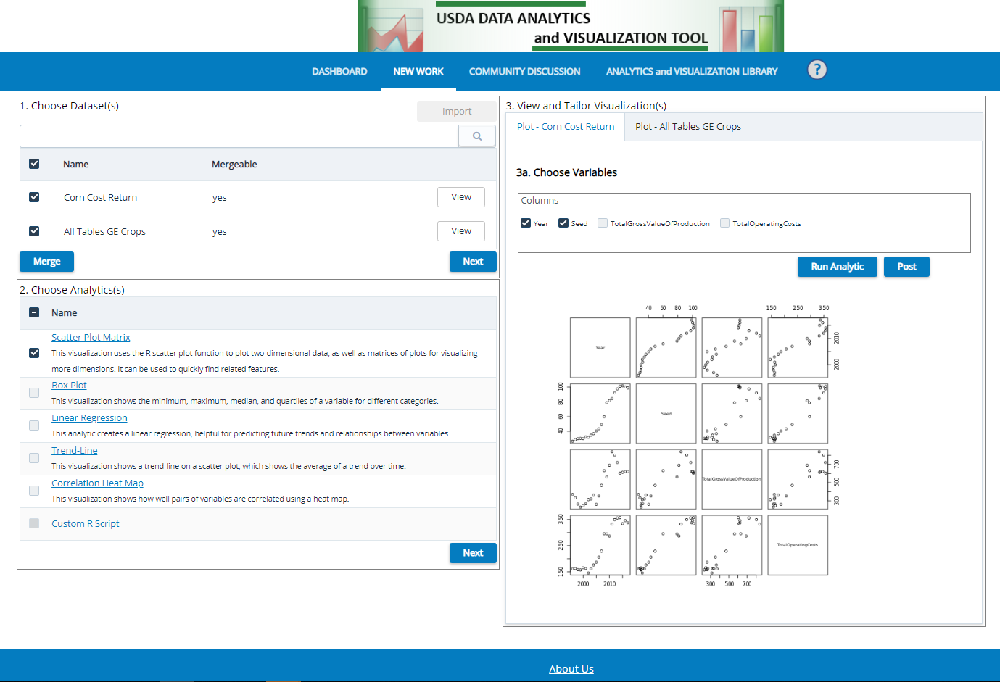 USDA DATA ANALYTICS
and VISUALIZATION TOOL
DASHBOARD NEW WORK COMMUNITY DISCUSSION ANALYTICS and VISUALIZATION LIBRARY ?
1. Choose Dataset(s)
Import
Name Mergeable
Corn Cost Return yes View
All Tables GE Crops yes View
Merge Next
2. Choose Analytics(s)
Name
Scatter Plot Matrix
This visualization uses the R scatter plot function to plot two-dimensional data, as well as matrices of plots for visualizing
more dimensions. It can be used to quickly find related features.
Box Plot
This visualization shows the minimum, maximum, median, and quartiles of a variable for different categories.
Linear Regression
This analytic creates a linear regression, helpful for predicting future trends and relationships between variables.
Trend-Line
This visualization shows a trend-line on a scatter plot, which shows the average of a trend over time.
Correlation Heat Map
This visualization shows how well pairs of variables are correlated using a heat map.
Custom R Script
Next
3. View and Tailor Visualization(s)
Plot - Corn Cost Return Plot - All Tables GE Crops
3a. Choose Variables
Columns
Year Seed TotalGrossValueOfProduction TotalOperatingCosts
Run Analytic Post
40 60 80 100 150 250 350
Year
2000 2010
40 60 80 100
Seed
TotalGrossValueOfProduction
300 500 700
150 250 350
TotalOperatingCosts
2000 2010 300 500 700
About Us